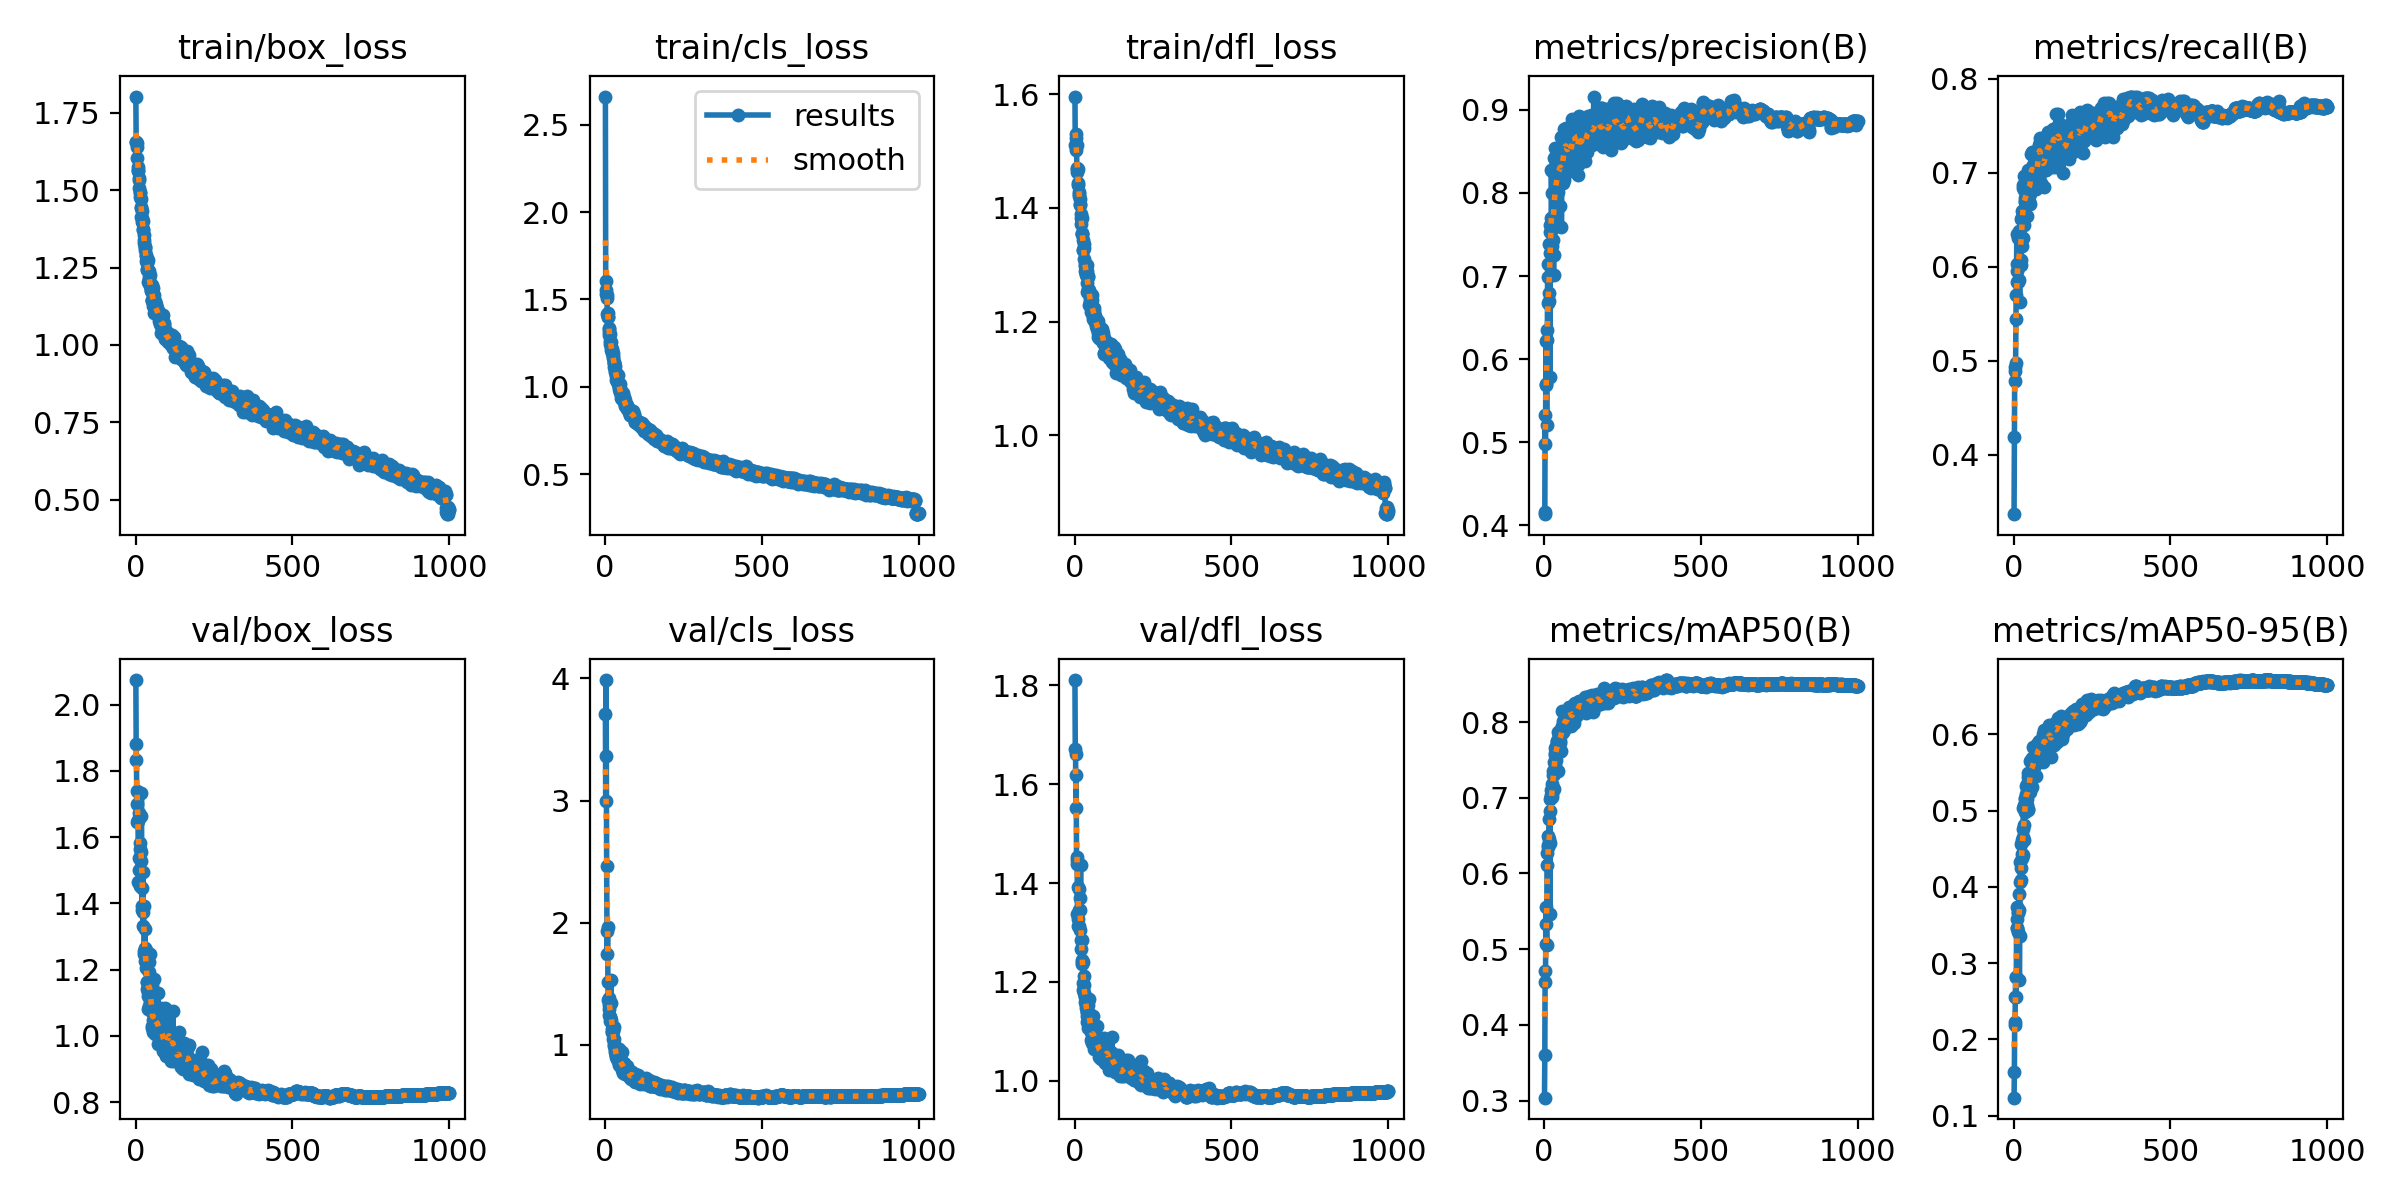 train/box_loss
1.75
1.50
1.25
1.00
0.75
0.50
0 500 1000
train/cls_loss
results
smooth
2.5
2.0
1.5
1.0
0.5
0 500 1000
train/dfl_loss
1.6
1.4
1.2
1.0
0 500 1000
metrics/precision(B)
0.9
0.8
0.7
0.6
0.5
0.4
0 500 1000
metrics/recall(B)
0.8
0.7
0.6
0.5
0.4
0 500 1000
val/box_loss
2.0
1.8
1.6
1.4
1.2
1.0
0.8
0 500 1000
val/cls_loss
4
3
2
1
0 500 1000
val/dfl_loss
1.8
1.6
1.4
1.2
1.0
0 500 1000
metrics/mAP50(B)
0.8
0.7
0.6
0.5
0.4
0.3
0 500 1000
metrics/mAP50-95(B)
0.6
0.5
0.4
0.3
0.2
0.1
0 500 1000